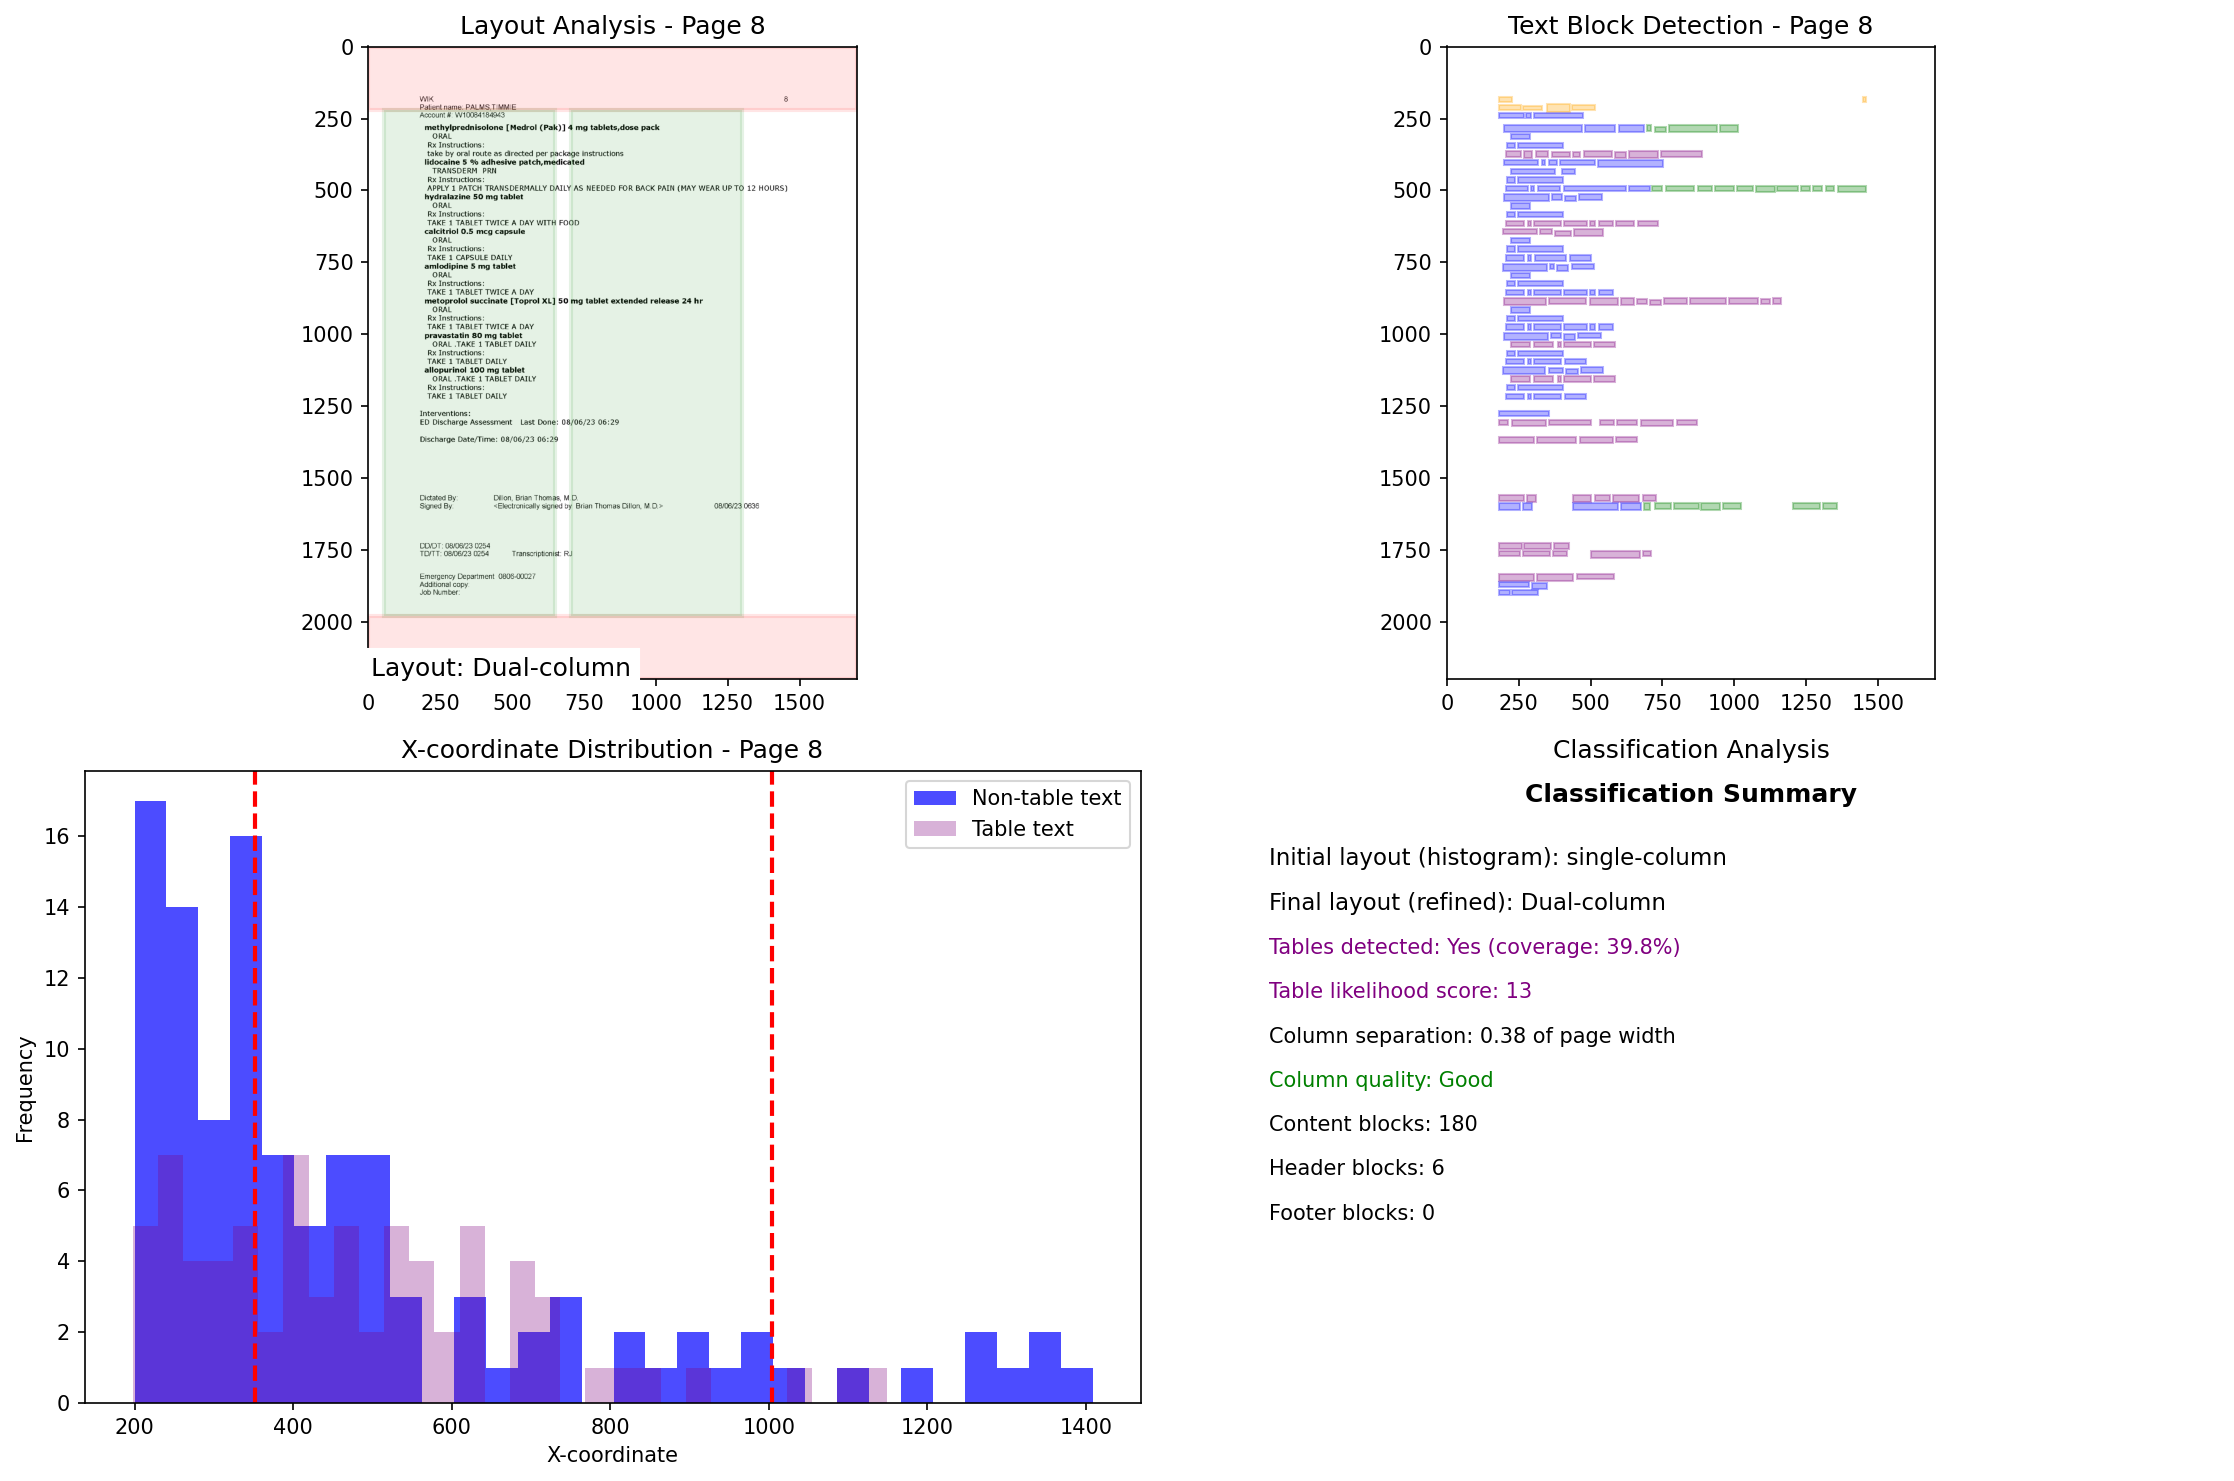 Layout Analysis - Page 8
0
250
500
750
1000
1250
1500
1750
2000
WIK 8
Patient name: PALMS,TIMMIE
Account # W10084184943
methylprednisolone [Medrol (Pak)] 4 mg tablets,dose pack
ORAL
Rx Instructions:
take by oral route as directed per package instructions
lidocaine 5 % adhesive patch,medicated
TRANSDERM PRN
Rx Instructions:
APPLY 1 PATCH TRANSDERMALLY DAILY AS NEEDED FOR BACK PAIN (MAY WEAR UP TO 12 HOURS)
hydralazine 50 mg tablet
ORAL
Rx Instructions:
TAKE 1 TABLET TWICE A DAY WITH FOOD
calcitriol 0.5 mcg capsule
ORAL
Rx Instructions:
TAKE 1 CAPSULE DAILY
amlodipine 5 mg tablet
ORAL
Rx Instructions:
TAKE 1 TABLET TWICE A DAY
metoprolol succinate [Toprol XL] 50 mg tablet extended release 24 hr
ORAL
Rx Instructions:
TAKE 1 TABLET TWICE A DAY
pravastatin 80 mg tablet
ORAL .TAKE 1 TABLET DAILY
Rx Instructions:
TAKE 1 TABLET DAILY
allopurinol 100 mg tablet
ORAL .TAKE 1 TABLET DAILY
Rx Instructions:
TAKE 1 TABLET DAILY
Interventions:
ED Discharge Assessment Last Done: 08/06/23 06:29
Discharge Date/Time: 08/06/23 06:29
Dictated By: Dillon, Brian Thomas, M.D.
Signed By: <Electronically signed by: Brian Thomas Dillon, M.D.> 08/06/23 0636
DD/DT: 08/06/23 0254
TD/TT: 08/06/23 0254 Transcriptionist: RJ
Emergency Department 0806-00027
Additional copy
Job Number:
Layout: Dual-column
0 250 500 750 1000 1250 1500
Text Block Detection - Page 8
0
250
500
750
1000
1250
1500
1750
2000
0 250 500 750 1000 1250 1500
X-coordinate Distribution - Page 8
Non-table text
Table text
Frequency
16
14
12
10
8
6
4
2
0
200 400 600 800 1000 1200 1400
X-coordinate
Classification Analysis
Classification Summary
Initial layout (histogram): single-column
Final layout (refined): Dual-column
Tables detected: Yes (coverage: 39.8%)
Table likelihood score: 13
Column separation: 0.38 of page width
Column quality: Good
Content blocks: 180
Header blocks: 6
Footer blocks: 0